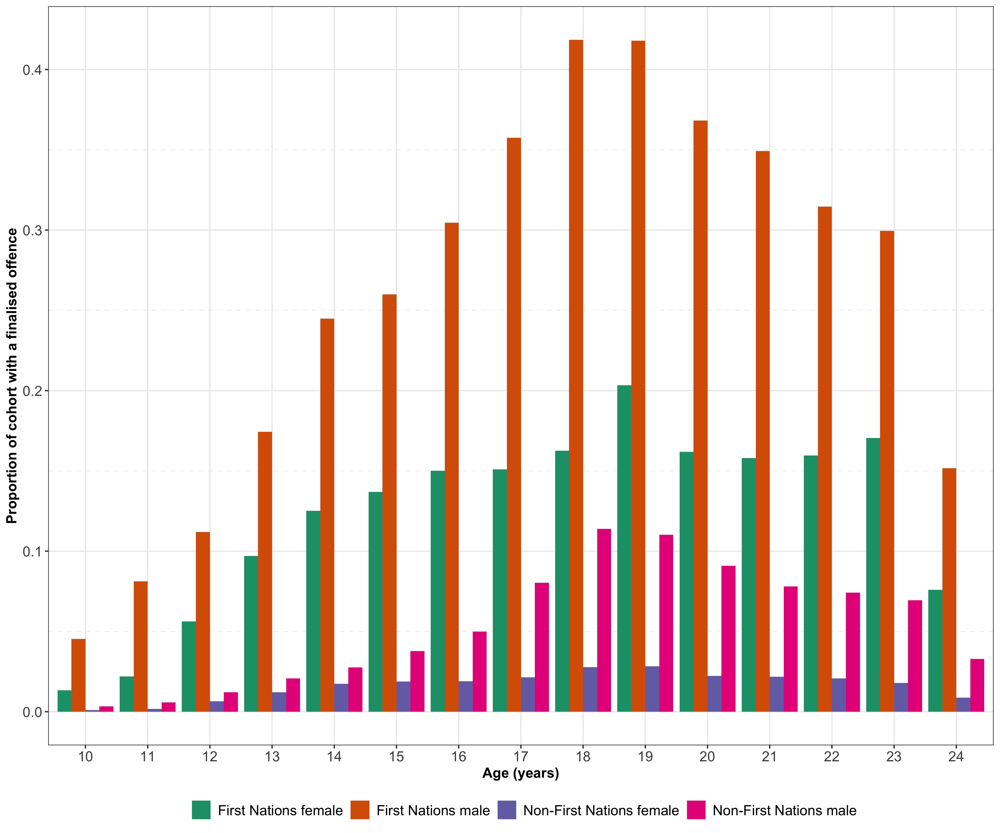 Proportion of cohort with a finalised offence
0.4
0.3
0.2
0.1
0.0
10 11 12 13 14 15 16 17 18 19 20 21 22 23 24
Age (years)
First Nations female First Nations male Non-First Nations female Non-First Nations male